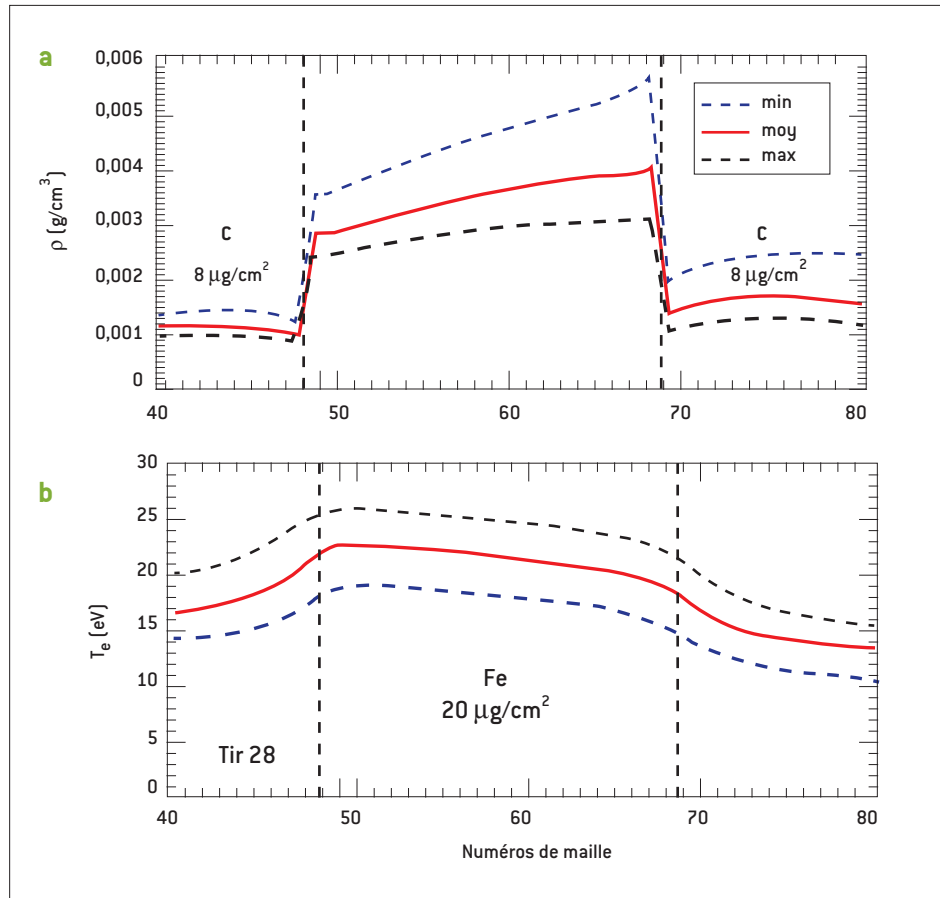 a
ρ (g/cm³)
0,006
0,005
0,004
0,003
0,002
0,001
0
40
50
60
70
80
min
moy
max
C
8 µg/cm²
C
8 µg/cm²
b
Tₑ (eV)
30
25
20
15
10
5
0
40
50
60
70
80
Fe
20 µg/cm²
Tir 28
Numéros de maille